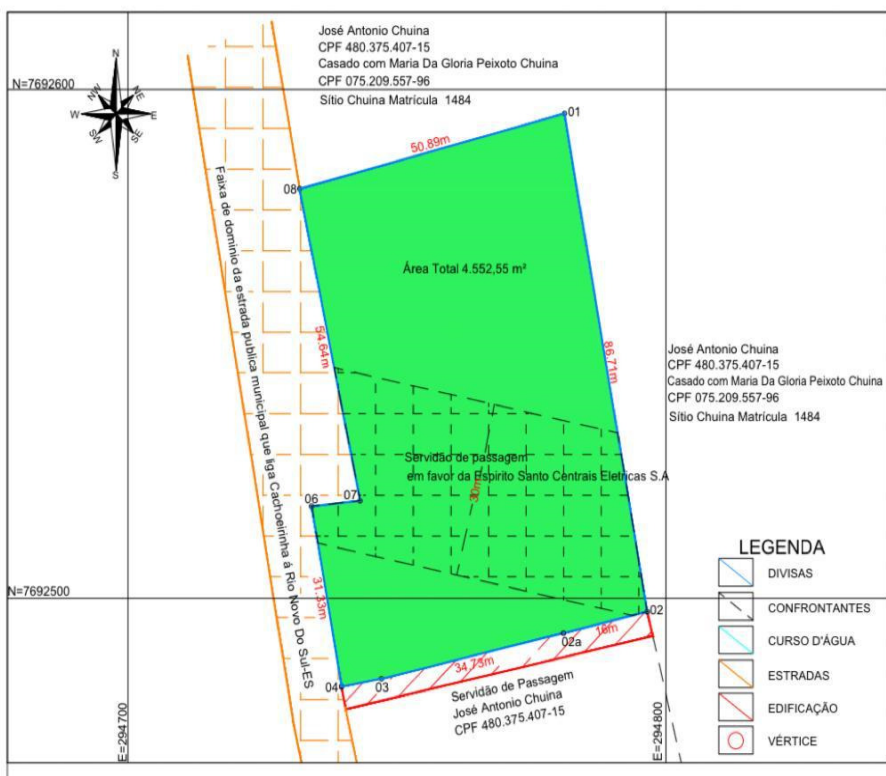 José Antonio Chuina
CPF 480.375.407-15
Casado com Maria Da Gloria Peixoto Chuina
CPF 075.209.557-96
Sítio Chuina Matrícula 1484
N=7692600
N
NW
NE
W
E
SW
SE
S
01
50.89m
08
Faixa de dominio da estrada publica municipal que liga Cachoeirinha á Rio Novo Do Sul-ES
Área Total 4.552,55 m²
54.64m
86.71m
José Antonio Chuina
CPF 480.375.407-15
Casado com Maria Da Gloria Peixoto Chuina
CPF 075.209.557-96
Sítio Chuina Matrícula 1484
Servidão de passagem
em favor da Espirito Santo Centrais Eletricas S.A
30m
07
06
N=7692500
31.33m
02
02a
16m
34.73m
03
04
Servidão de Passagem
José Antonio Chuina
CPF 480.375.407-15
E=294700
E=294800
LEGENDA
DIVISAS
CONFRONTANTES
CURSO D'ÁGUA
ESTRADAS
EDIFICAÇÃO
VÉRTICE